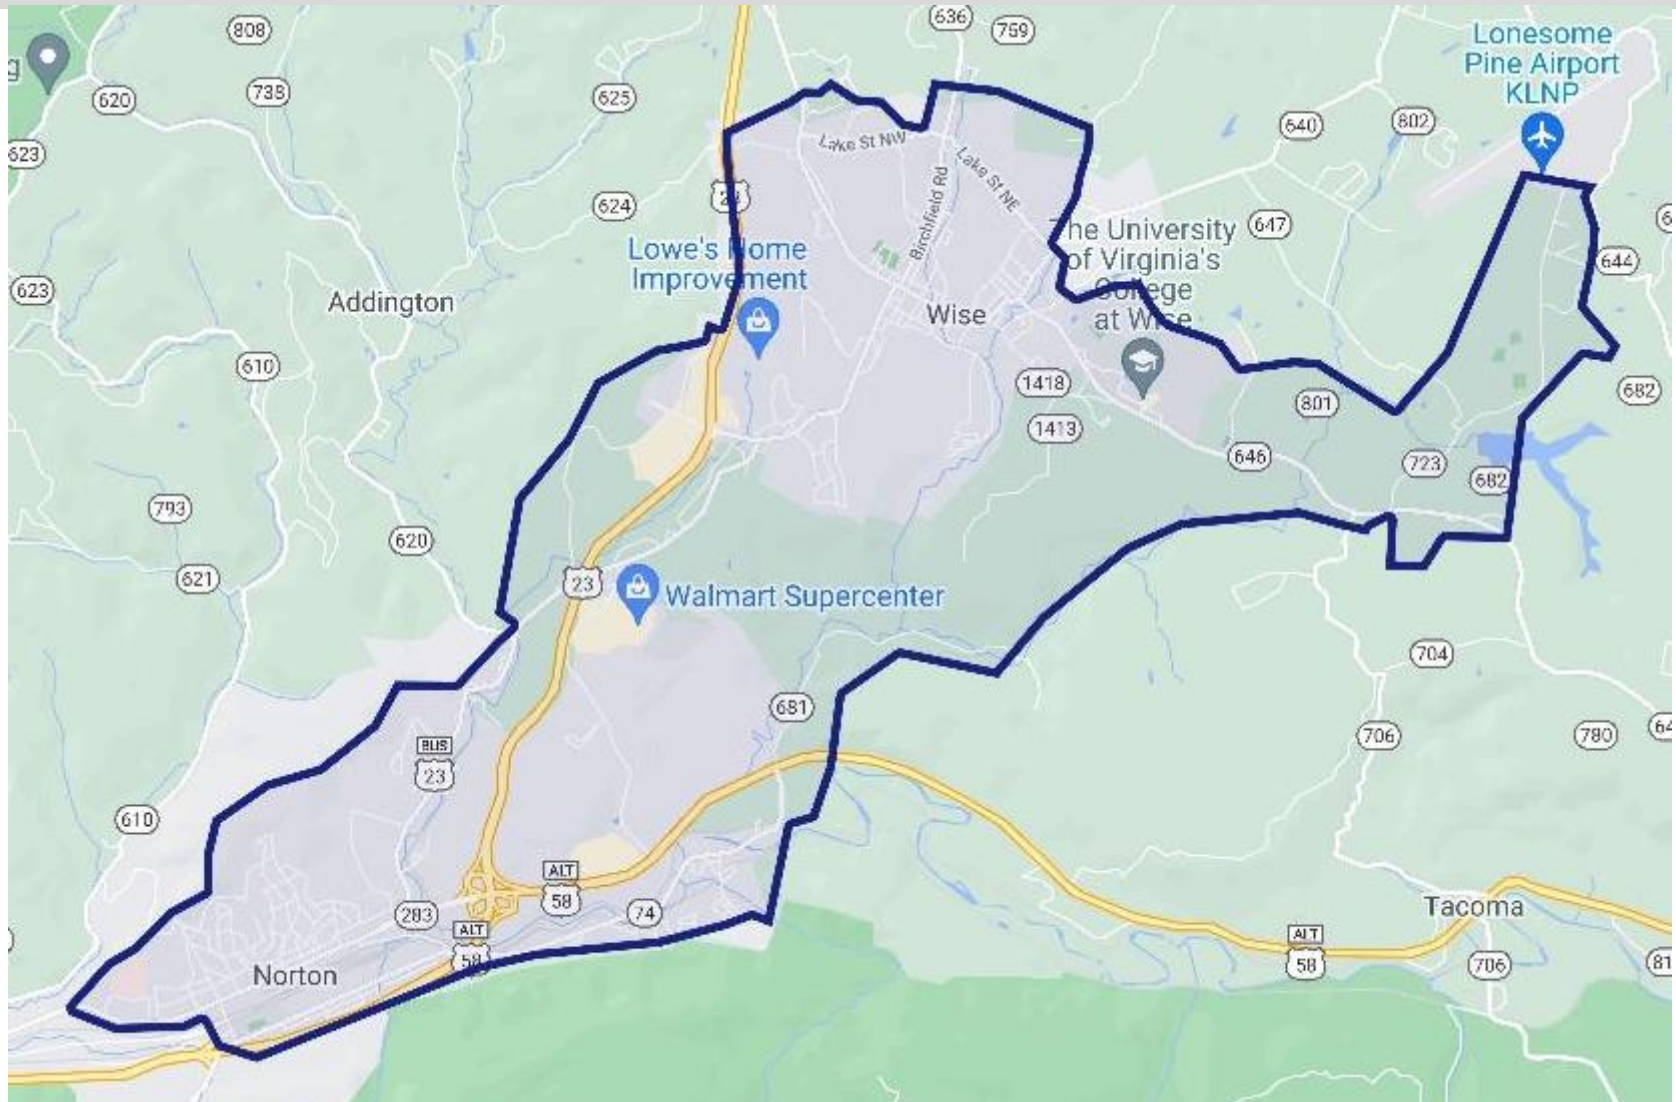 636
808
759
Lonesome
Pine Airport
KLNP
738
625
620
802
640
623
Lake St NW
Lake St NE
Birchfield Rd
624
647
The University
of Virginia's
College
at Wise
Lowe's Home
Improvement
644
623
Addington
Wise
610
1418
682
801
1413
646
723
682
793
620
621
23
Walmart Supercenter
704
681
706
780
BUS
23
610
ALT
58
283
74
ALT
58
Tacoma
ALT
58
Norton
706